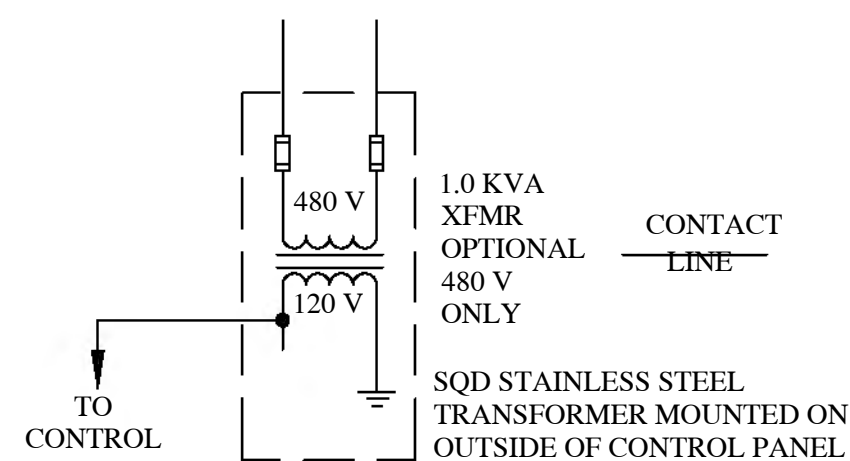 480 V
120 V
1.0 KVA
XFMR
OPTIONAL
480 V
ONLY
CONTACT
LINE
TO
CONTROL
SQD STAINLESS STEEL
TRANSFORMER MOUNTED ON
OUTSIDE OF CONTROL PANEL